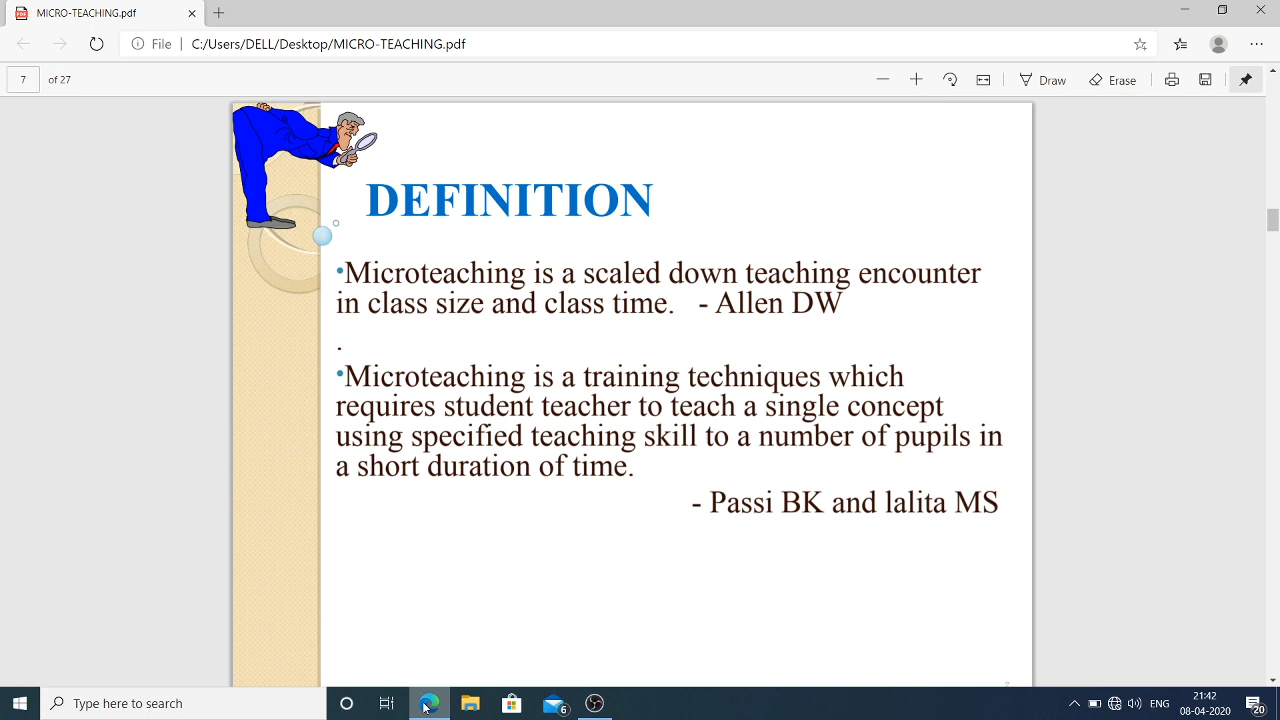 MICRO-TEACHING.pdf
File | C:/Users/DELL/Desktop/MICRO-TEACHING.pdf
7 of 27 Draw Erase
DEFINITION
•Microteaching is a scaled down teaching encounter
in class size and class time. - Allen DW
.
•Microteaching is a training techniques which
requires student teacher to teach a single concept
using specified teaching skill to a number of pupils in
a short duration of time.
- Passi BK and lalita MS
Type here to search
6
ENG
21:42
08-04-2020
20